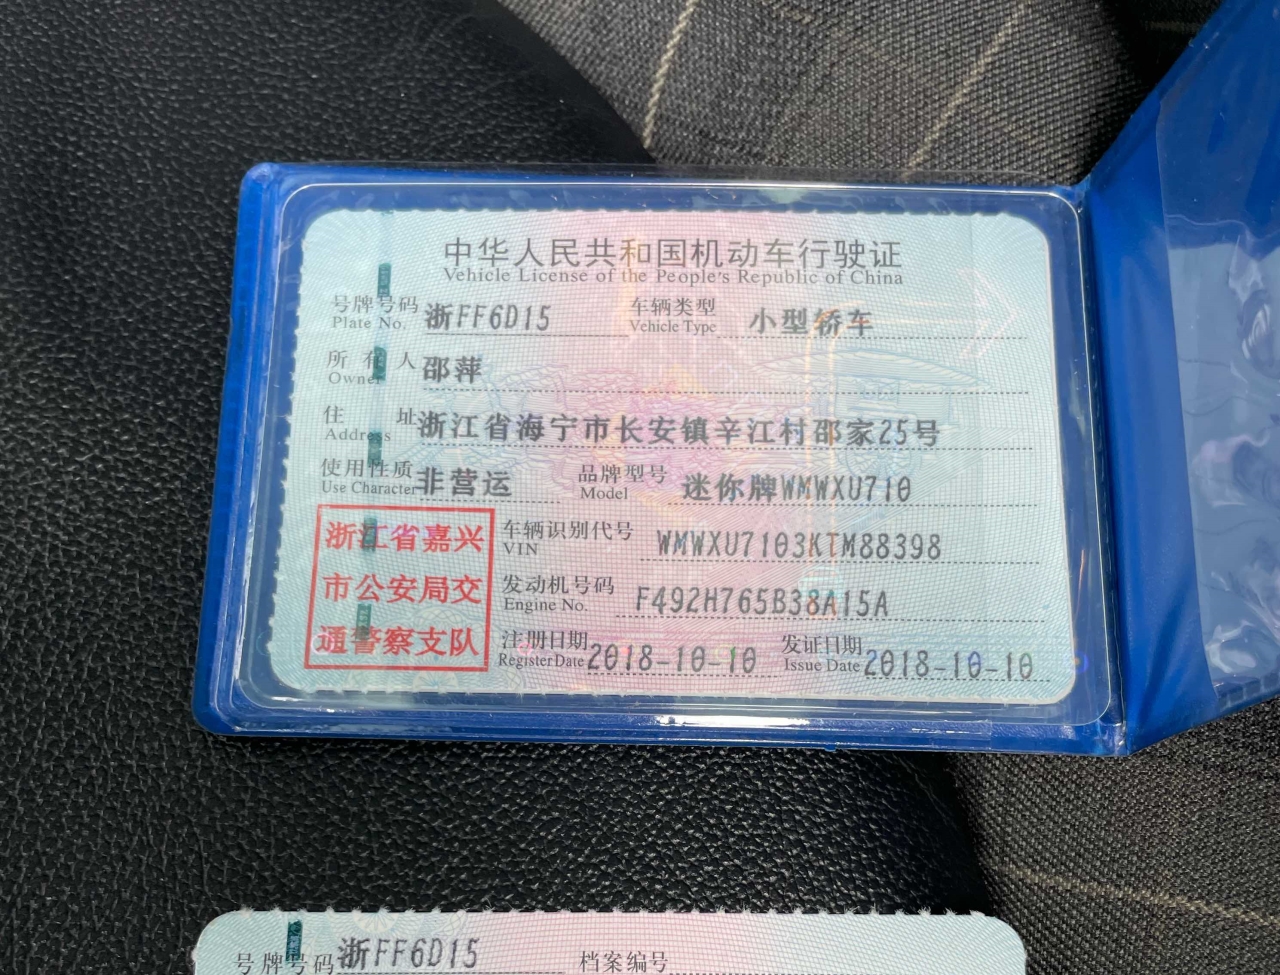 中华人民共和国机动车行驶证
Vehicle License of the People's Republic of China
号牌号码 浙FF6D15 车辆类型 小型轿车
Plate No. Vehicle Type
所有人 邵萍
Owner
住址 浙江省海宁市长安镇辛江村邵家25号
Address
使用性质 非营运 品牌型号 迷你牌WMWXU710
Use Character Model
浙江省嘉兴
市公安局交
通警察支队
车辆识别代号 WMWXU7103KTM88398
VIN
发动机号码 F492H765B38A15A
Engine No.
注册日期 2018-10-10 发证日期 2018-10-10
Register Date Issue Date
号牌号码 浙FF6D15 档案编号